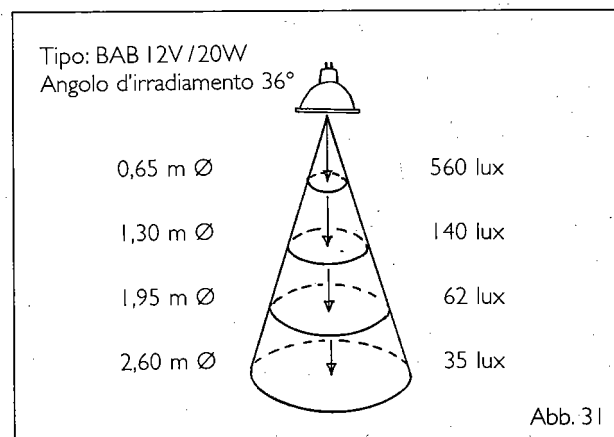 Tipo: BAB 12V/20W
Angolo d'irradiamento 36°
0,65 m Ø 560 lux
1,30 m Ø 140 lux
1,95 m Ø 62 lux
2,60 m Ø 35 lux
Abb. 31